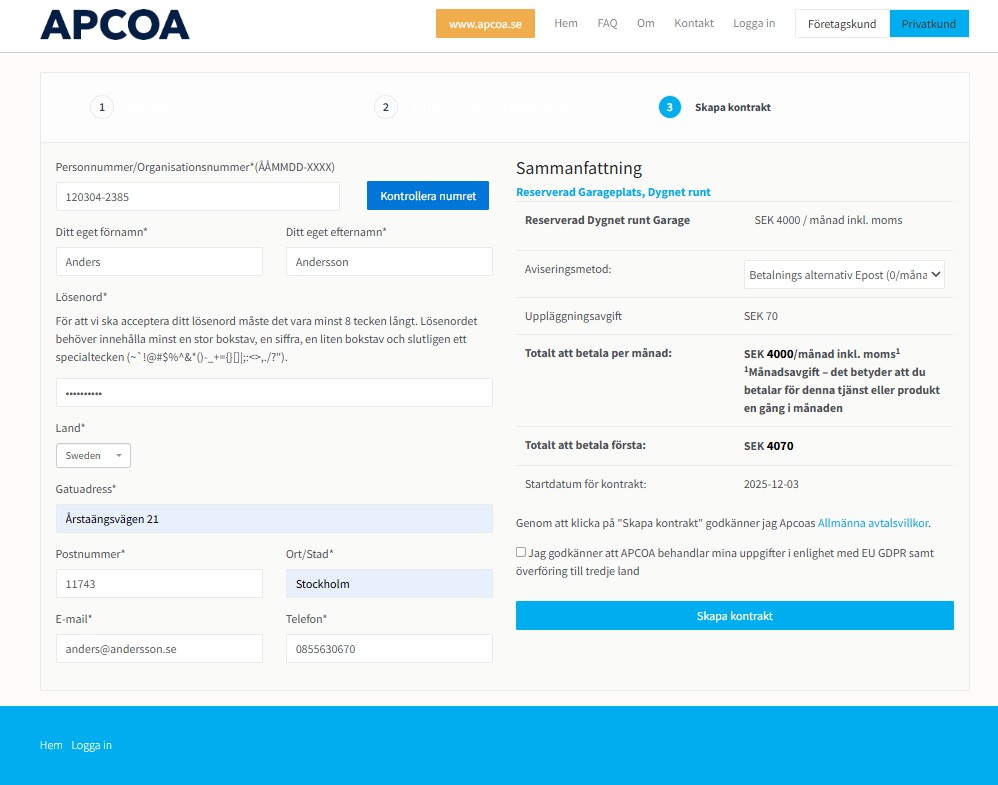 APCOA
www.apcoa.se
Hem
FAQ
Om
Kontakt
Logga in
Företagskund
Privatkund
1
2
3
Skapa kontrakt
Personnummer/Organisationsnummer*(ÅÅMMDD-XXXX)
120304-2385
Kontrollera numret
Ditt eget förnamn*
Ditt eget efternamn*
Anders
Andersson
Lösenord*
För att vi ska acceptera ditt lösenord måste det vara minst 8 tecken långt. Lösenordet
behöver innehålla minst en stor bokstav, en siffra, en liten bokstav och slutligen ett
specialtecken (~`!@#$%^&*()-_+={}[]|;:<>,./?").
••••••••••
Land*
Sweden
Gatuadress*
Årstaängsvägen 21
Postnummer*
Ort/Stad*
11743
Stockholm
E-mail*
Telefon*
anders@andersson.se
0855630670
Sammanfattning
Reserverad Garageplats, Dygnet runt
Reserverad Dygnet runt Garage
SEK 4000 / månad inkl. moms
Aviseringsmetod:
Betalnings alternativ Epost (0/måna
Uppläggningsavgift
SEK 70
Totalt att betala per månad:
SEK 4000/månad inkl. moms¹
¹Månadsavgift – det betyder att du
betalar för denna tjänst eller produkt
en gång i månaden
Totalt att betala första:
SEK 4070
Startdatum för kontrakt:
2025-12-03
Genom att klicka på "Skapa kontrakt" godkänner jag Apcoas Allmänna avtalsvillkor.
Jag godkänner att APCOA behandlar mina uppgifter i enlighet med EU GDPR samt
överföring till tredje land
Skapa kontrakt
Hem
Logga in